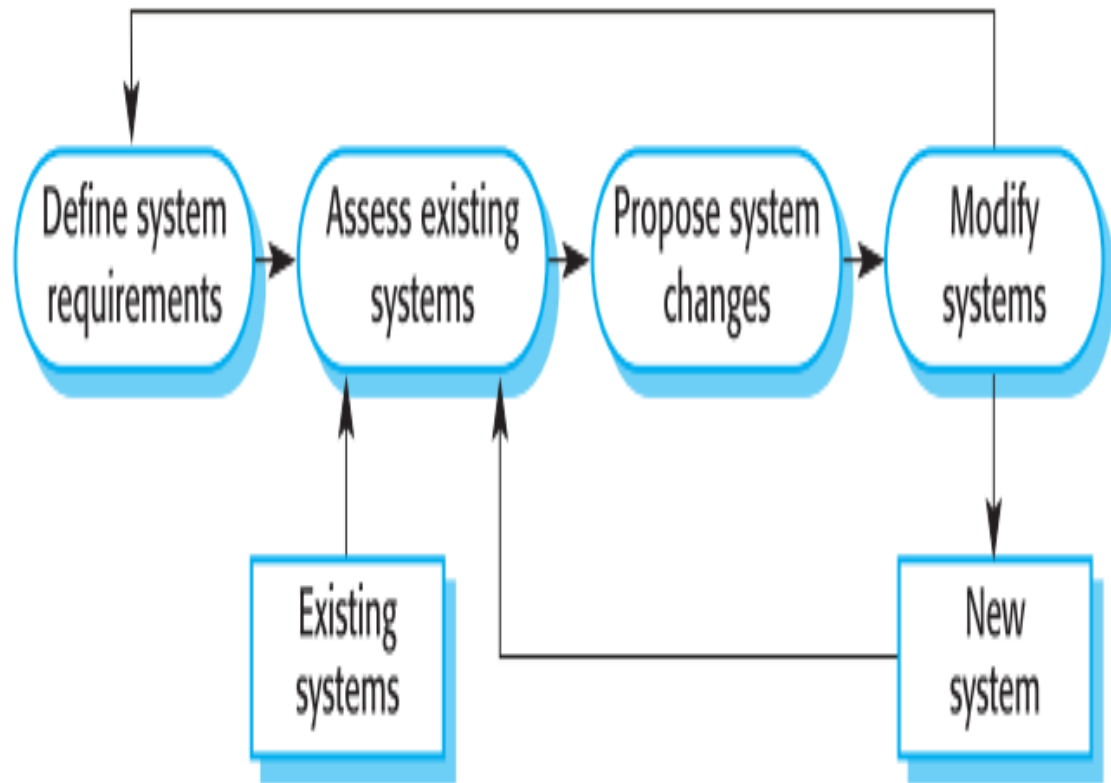 Define system
requirements
Assess existing
systems
Propose system
changes
Modify
systems
Existing
systems
New
system